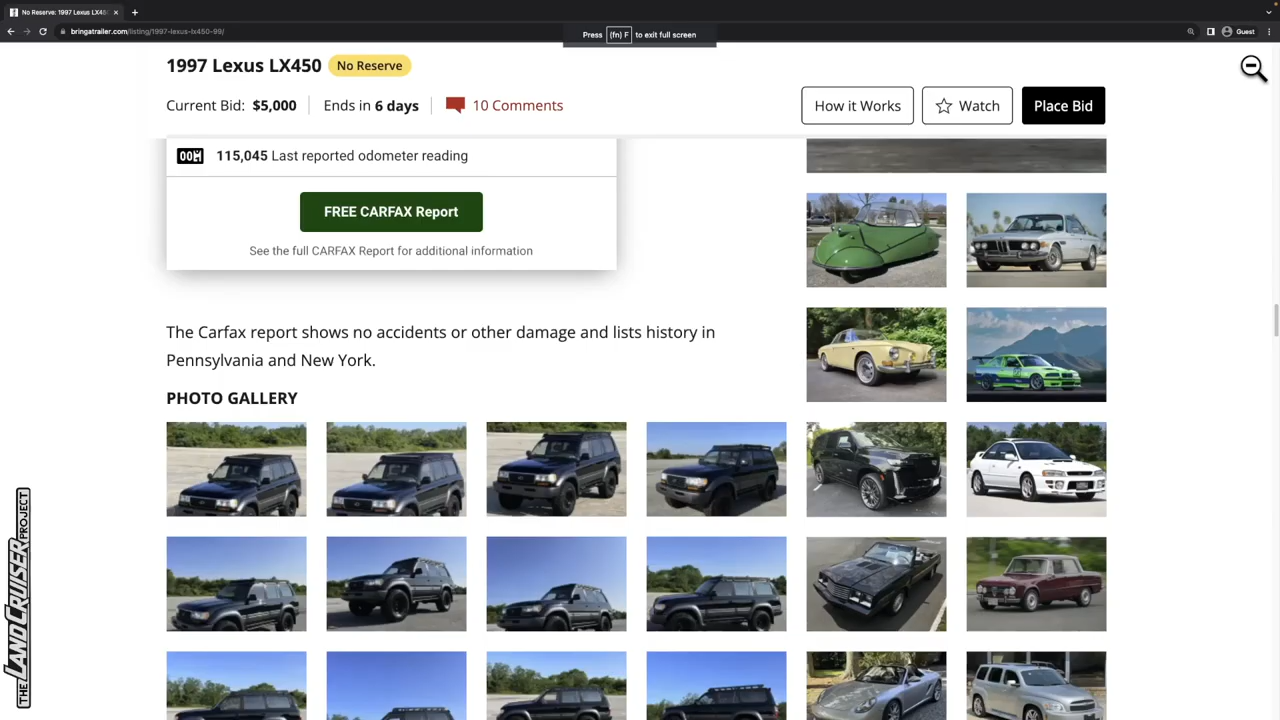 No Reserve: 1997 Lexus LX45
bringatrailer.com/listing/1997-lexus-lx450-99/
Guest
Press (fn) F to exit full screen
1997 Lexus LX450 No Reserve
Current Bid: $5,000 Ends in 6 days 10 Comments
How it Works Watch Place Bid
115,045 Last reported odometer reading
FREE CARFAX Report
See the full CARFAX Report for additional information
The Carfax report shows no accidents or other damage and lists history in
Pennsylvania and New York.
PHOTO GALLERY
THE LAND CRUISER PROJECT